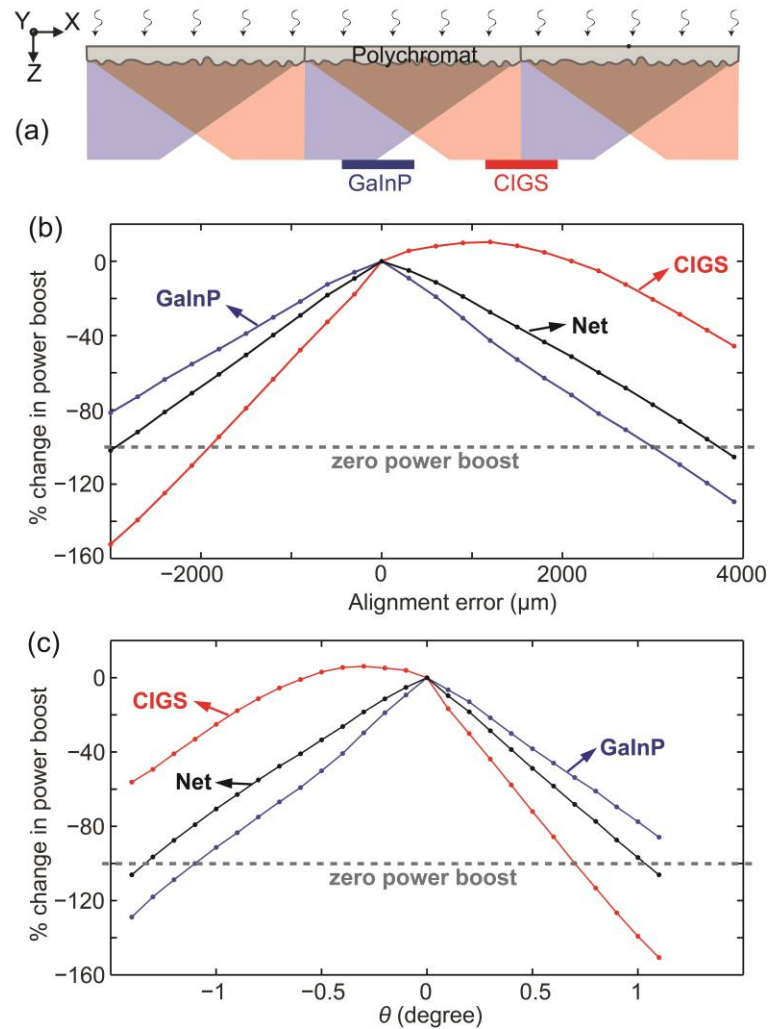 Y X
Z
Polychromat
(a)
GaInP CIGS
(b)
% change in power boost
0
−40
−80
−120
−160
GaInP
CIGS
Net
zero power boost
−2000 0 2000 4000
Alignment error (µm)
(c)
% change in power boost
0
−40
−80
−120
−160
CIGS
GaInP
Net
zero power boost
−1 −0.5 0 0.5 1
θ (degree)